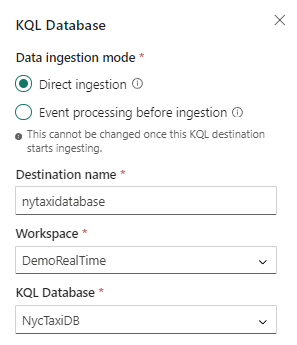 KQL Database
Data ingestion mode *
Direct ingestion
Event processing before ingestion
This cannot be changed once this KQL destination
starts ingesting.
Destination name *
nytaxidatabase
Workspace *
DemoRealTime
KQL Database *
NycTaxiDB